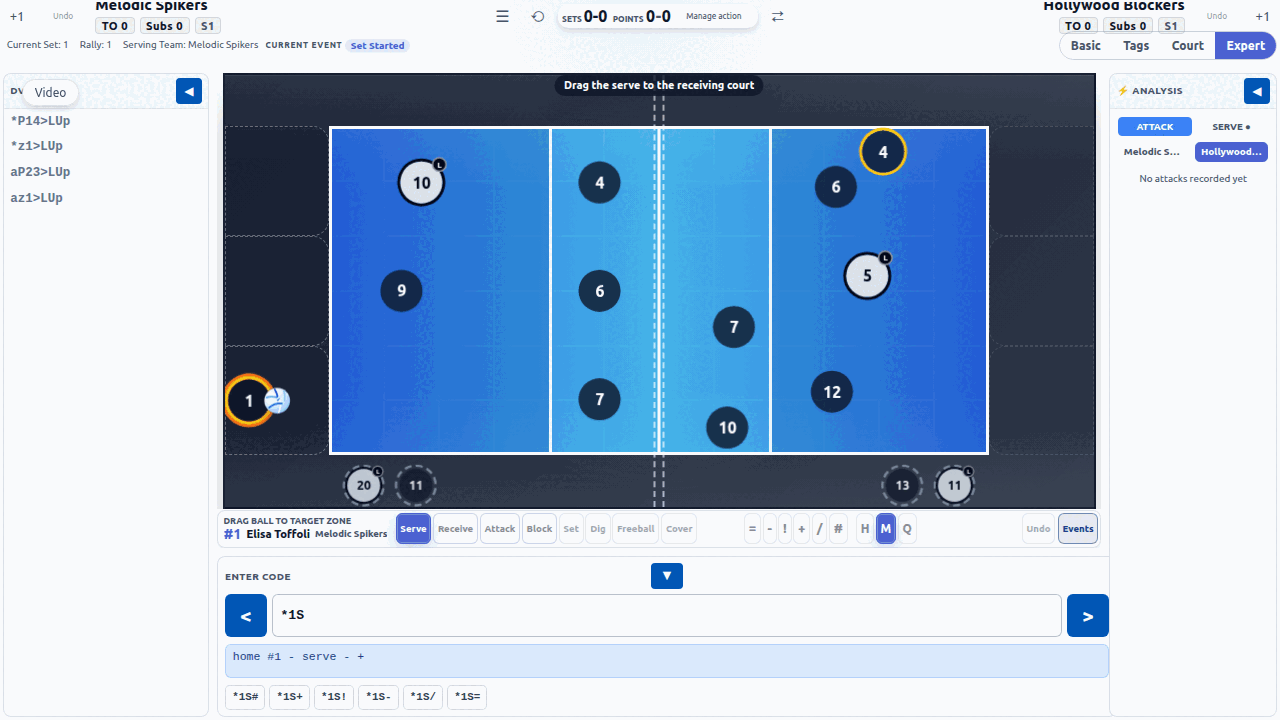 +1
Undo
Melodic Spikers
TO 0
Subs 0
S1
SETS 0-0 POINTS 0-0
Manage action
Hollywood Blockers
TO 0
Subs 0
S1
Undo
+1
Current Set: 1
Rally: 1
Serving Team: Melodic Spikers
CURRENT EVENT
Set Started
Basic
Tags
Court
Expert
Video
*P14>LUp
*z1>LUp
aP23>LUp
az1>LUp
Drag the serve to the receiving court
4
10
L
4
6
5
L
9
6
7
1
7
12
10
20
L
11
13
11
L
⚡ ANALYSIS
ATTACK
SERVE
Melodic S...
Hollywood...
No attacks recorded yet
DRAG BALL TO TARGET ZONE
#1 Elisa Toffoli Melodic Spikers
Serve
Receive
Attack
Block
Set
Dig
Freeball
Cover
=
-
!
+
/
#
H
M
Q
Undo
Events
ENTER CODE
▼
<
*1S
>
home #1 - serve - +
*1S#
*1S+
*1S!
*1S-
*1S/
*1S=